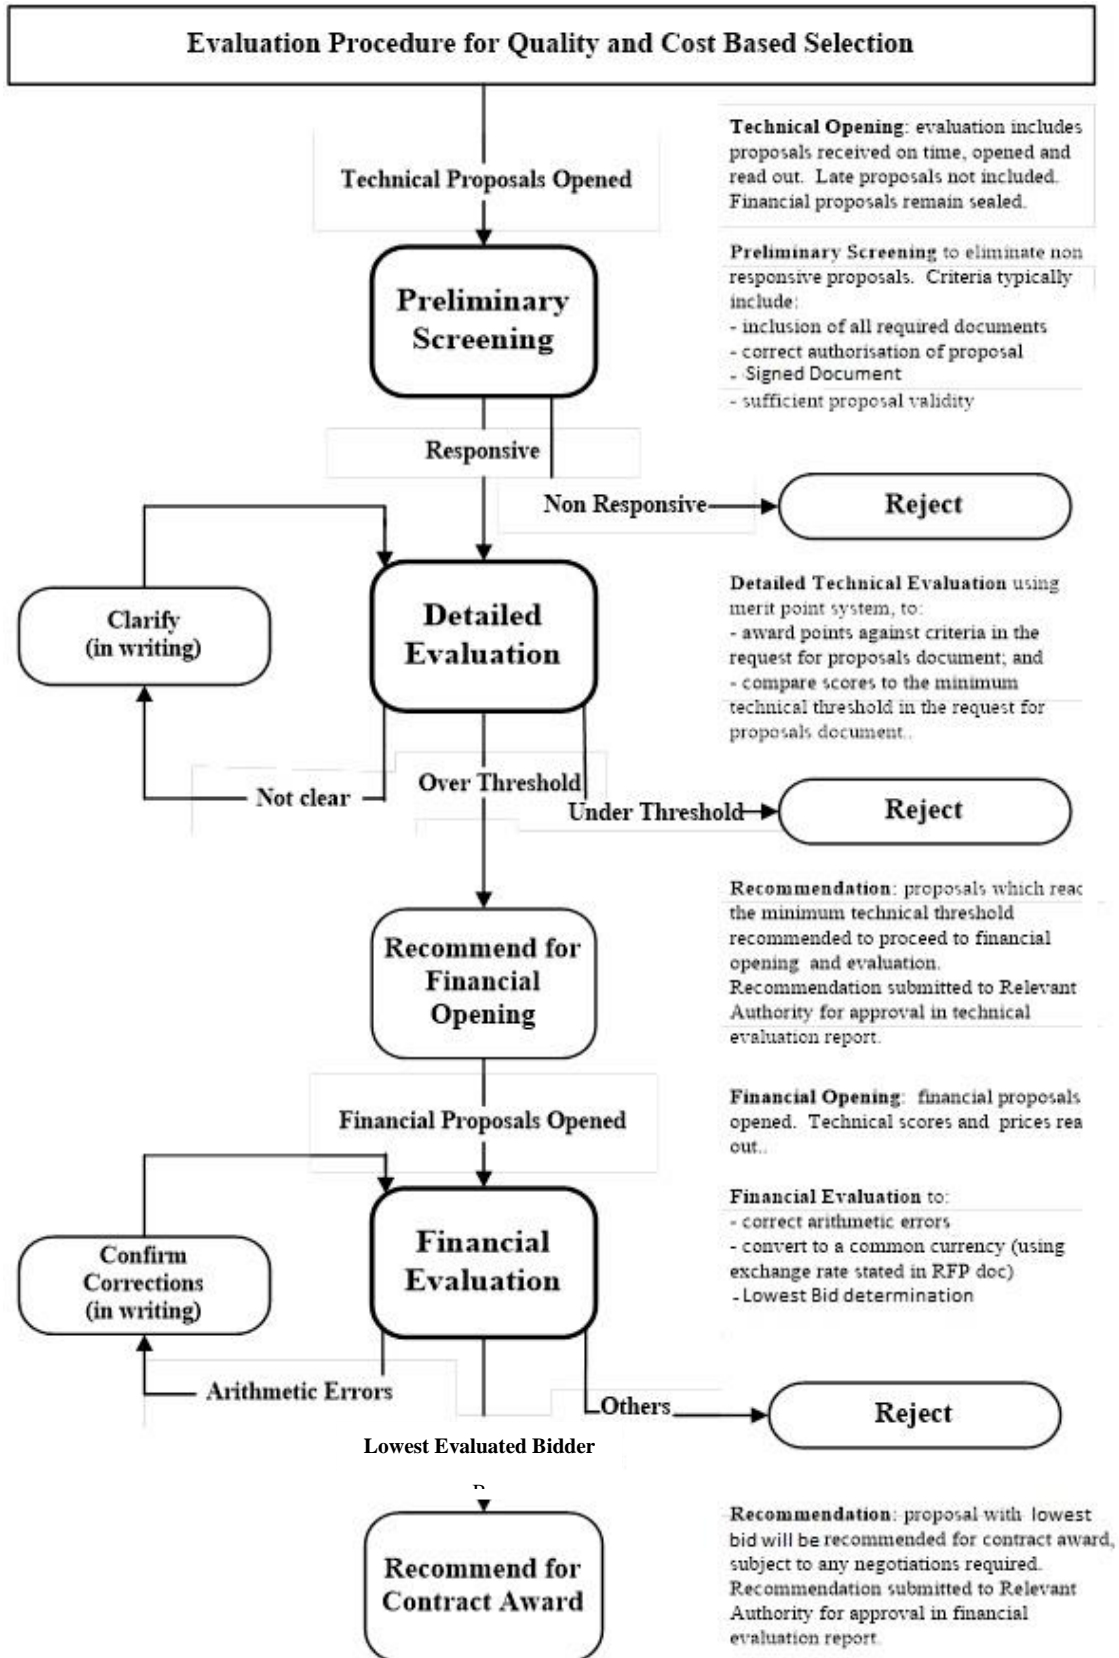 Evaluation Procedure for Quality and Cost Based Selection
Technical Proposals Opened
Technical Opening: evaluation includes
proposals received on time, opened and
read out. Late proposals not included.
Financial proposals remain sealed.
Preliminary
Screening
Preliminary Screening to eliminate non
responsive proposals. Criteria typically
include:
- inclusion of all required documents
- correct authorisation of proposal
- Signed Document
- sufficient proposal validity
Responsive
Non Responsive
Reject
Clarify
(in writing)
Detailed
Evaluation
Detailed Technical Evaluation using
merit point system, to:
- award points against criteria in the
request for proposals document; and
- compare scores to the minimum
technical threshold in the request for
proposals document..
Not clear
Over Threshold
Under Threshold
Reject
Recommend for
Financial
Opening
Recommendation: proposals which reac
the minimum technical threshold
recommended to proceed to financial
opening and evaluation.
Recommendation submitted to Relevant
Authority for approval in technical
evaluation report.
Financial Proposals Opened
Financial Opening: financial proposals
opened. Technical scores and prices rea
out..
Confirm
Corrections
(in writing)
Financial
Evaluation
Financial Evaluation to:
- correct arithmetic errors
- convert to a common currency (using
exchange rate stated in RFP doc)
- Lowest Bid determination
Arithmetic Errors
Others
Reject
Lowest Evaluated Bidder
Recommend for
Contract Award
Recommendation: proposal with lowest
bid will be recommended for contract award,
subject to any negotiations required.
Recommendation submitted to Relevant
Authority for approval in financial
evaluation report.